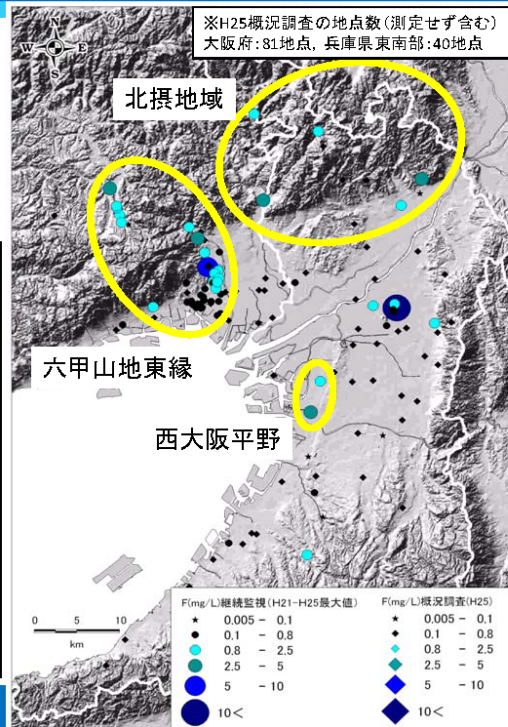 ※H25概況調査の地点数(測定せず含む)
大阪府:81地点, 兵庫県東南部:40地点
N
W E
S
北摂地域
六甲山地東縁
西大阪平野
F(mg/L)継続監視(H21-H25最大値)
0.005 - 0.1
0.1 - 0.8
0.8 - 2.5
2.5 - 5
5 - 10
10<
F(mg/L)概況調査(H25)
0.005 - 0.1
0.1 - 0.8
0.8 - 2.5
2.5 - 5
5 - 10
10<
0 5 10
km